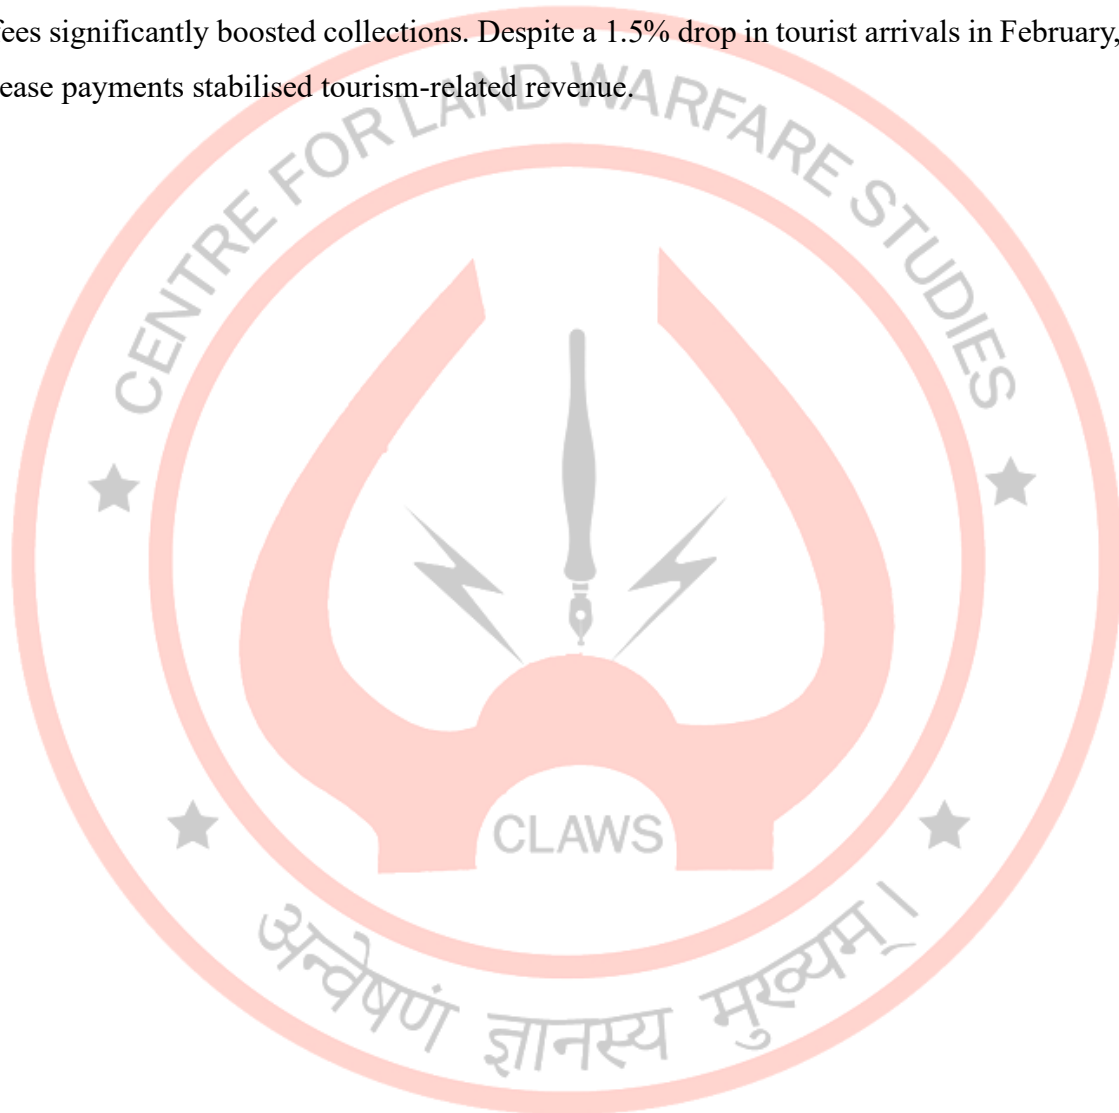 fees significantly boosted collections. Despite a 1.5% drop in tourist arrivals in February,
ease payments stabilised tourism-related revenue.
CENTRE FOR LAND WARFARE STUDIES
CLAWS
अन्वेषणं ज्ञानस्य मुख्यम्।